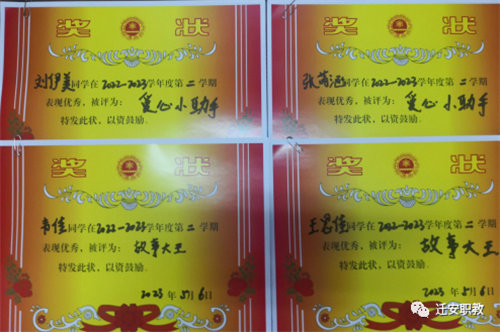 奖 状
刘伊美同学在2022—2023学年度第二学期
表现优秀，被评为：爱心小助手
特发此状，以资鼓励。
奖 状
张芮涵同学在2022—2023学年度第二学期
表现优秀，被评为：爱心小助手
特发此状，以资鼓励。
奖 状
韦佳同学在2022—2023学年度第二学期
表现优秀，被评为：故事大王
特发此状，以资鼓励。
2023年5月6日
奖 状
王思佳同学在2022—2023学年度第二学期
表现优秀，被评为：故事大王
特发此状，以资鼓励。
2023年5月6日
迁安职教